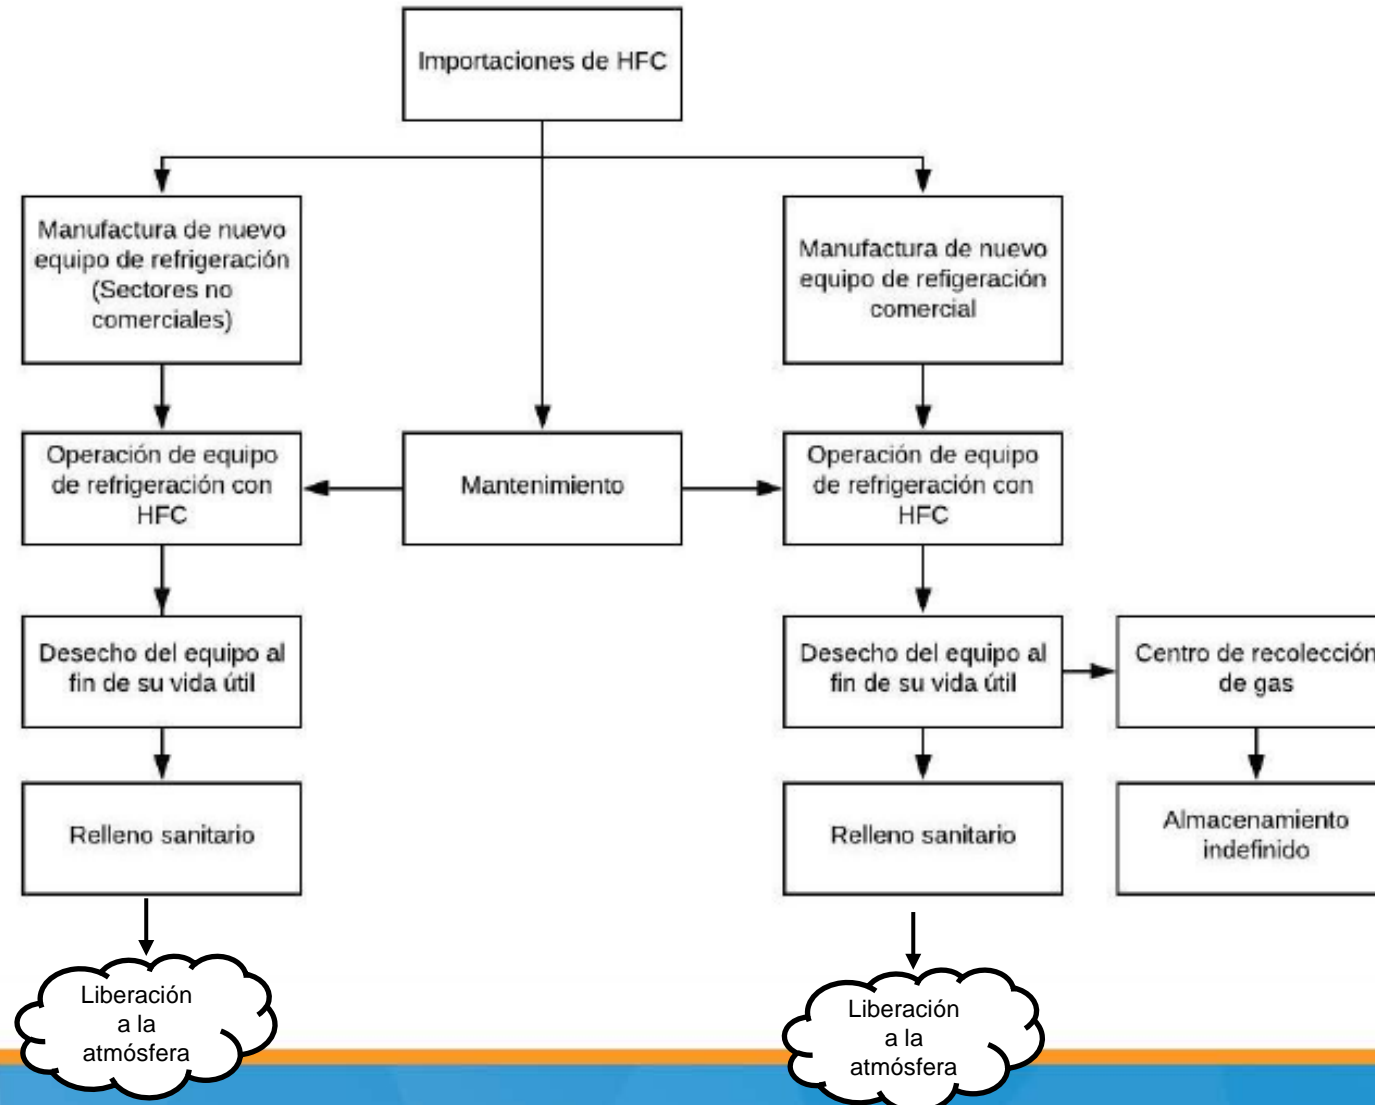 Importaciones de HFC
Manufactura de nuevo
equipo de refrigeración
(Sectores no
comerciales)
Manufactura de nuevo
equipo de refigeración
comercial
Operación de equipo
de refrigeración con
HFC
Mantenimiento
Operación de equipo
de refrigeración con
HFC
Desecho del equipo al
fin de su vida útil
Desecho del equipo al
fin de su vida útil
Centro de recolección
de gas
Relleno sanitario
Relleno sanitario
Almacenamiento
indefinido
Liberación
a la
atmósfera
Liberación
a la
atmósfera